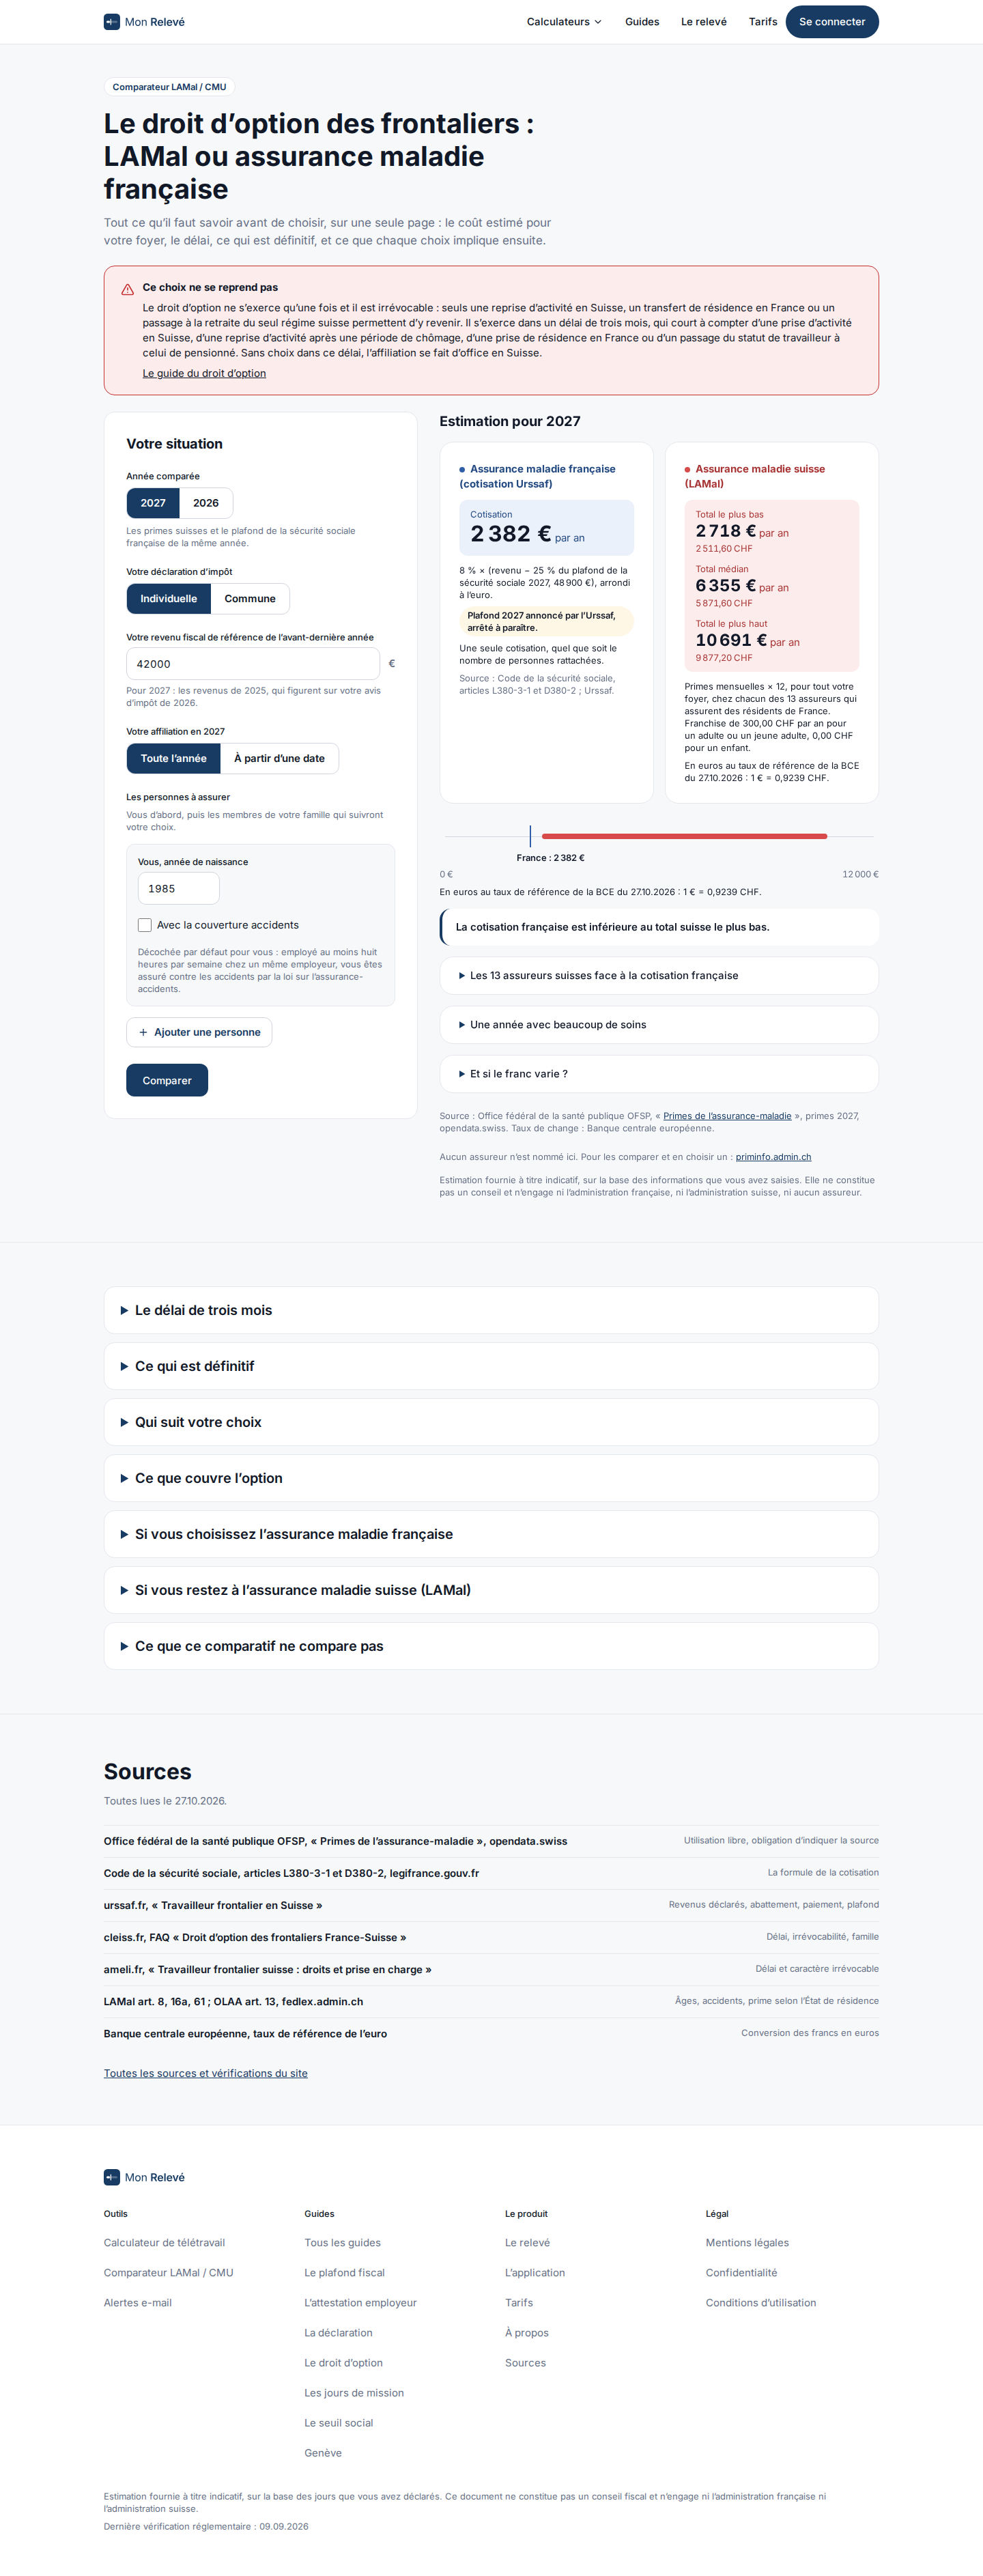 Mon Relevé
Calculateurs
Guides
Le relevé
Tarifs
Se connecter
Comparateur LAMal / CMU
Le droit d’option des frontaliers :
LAMal ou assurance maladie
française
Tout ce qu’il faut savoir avant de choisir, sur une seule page : le coût estimé pour
votre foyer, le délai, ce qui est définitif, et ce que chaque choix implique ensuite.
Ce choix ne se reprend pas
Le droit d’option ne s’exerce qu’une fois et il est irrévocable : seuls une reprise d’activité en Suisse, un transfert de résidence en France ou un
passage à la retraite du seul régime suisse permettent d’y revenir. Il s’exerce dans un délai de trois mois, qui court à compter d’une prise d’activité
en Suisse, d’une reprise d’activité après une période de chômage, d’une prise de résidence en France ou d’un passage du statut de travailleur à
celui de pensionné. Sans choix dans ce délai, l’affiliation se fait d’office en Suisse.
Le guide du droit d’option
Votre situation
Année comparée
2027
2026
Les primes suisses et le plafond de la sécurité sociale
française de la même année.
Votre déclaration d’impôt
Individuelle
Commune
Votre revenu fiscal de référence de l’avant-dernière année
42000
€
Pour 2027 : les revenus de 2025, qui figurent sur votre avis
d’impôt de 2026.
Votre affiliation en 2027
Toute l’année
À partir d’une date
Les personnes à assurer
Vous d’abord, puis les membres de votre famille qui suivront
votre choix.
Vous, année de naissance
1985
Avec la couverture accidents
Décochée par défaut pour vous : employé au moins huit
heures par semaine chez un même employeur, vous êtes
assuré contre les accidents par la loi sur l’assurance-
accidents.
Ajouter une personne
Comparer
Estimation pour 2027
Assurance maladie française
(cotisation Urssaf)
Cotisation
2 382 € par an
8 % × (revenu − 25 % du plafond de la
sécurité sociale 2027, 48 900 €), arrondi
à l’euro.
Plafond 2027 annoncé par l’Urssaf,
arrêté à paraître.
Une seule cotisation, quel que soit le
nombre de personnes rattachées.
Source : Code de la sécurité sociale,
articles L380-3-1 et D380-2 ; Urssaf.
Assurance maladie suisse
(LAMal)
Total le plus bas
2 718 € par an
2 511,60 CHF
Total médian
6 355 € par an
5 871,60 CHF
Total le plus haut
10 691 € par an
9 877,20 CHF
Primes mensuelles × 12, pour tout votre
foyer, chez chacun des 13 assureurs qui
assurent des résidents de France.
Franchise de 300,00 CHF par an pour
un adulte ou un jeune adulte, 0,00 CHF
pour un enfant.
En euros au taux de référence de la BCE
du 27.10.2026 : 1 € = 0,9239 CHF.
France : 2 382 €
0 €
12 000 €
En euros au taux de référence de la BCE du 27.10.2026 : 1 € = 0,9239 CHF.
La cotisation française est inférieure au total suisse le plus bas.
Les 13 assureurs suisses face à la cotisation française
Une année avec beaucoup de soins
Et si le franc varie ?
Source : Office fédéral de la santé publique OFSP, « Primes de l’assurance-maladie », primes 2027,
opendata.swiss. Taux de change : Banque centrale européenne.
Aucun assureur n’est nommé ici. Pour les comparer et en choisir un : priminfo.admin.ch
Estimation fournie à titre indicatif, sur la base des informations que vous avez saisies. Elle ne constitue
pas un conseil et n’engage ni l’administration française, ni l’administration suisse, ni aucun assureur.
Le délai de trois mois
Ce qui est définitif
Qui suit votre choix
Ce que couvre l’option
Si vous choisissez l’assurance maladie française
Si vous restez à l’assurance maladie suisse (LAMal)
Ce que ce comparatif ne compare pas
Sources
Toutes lues le 27.10.2026.
Office fédéral de la santé publique OFSP, « Primes de l’assurance-maladie », opendata.swiss
Utilisation libre, obligation d’indiquer la source
Code de la sécurité sociale, articles L380-3-1 et D380-2, legifrance.gouv.fr
La formule de la cotisation
urssaf.fr, « Travailleur frontalier en Suisse »
Revenus déclarés, abattement, paiement, plafond
cleiss.fr, FAQ « Droit d’option des frontaliers France-Suisse »
Délai, irrévocabilité, famille
ameli.fr, « Travailleur frontalier suisse : droits et prise en charge »
Délai et caractère irrévocable
LAMal art. 8, 16a, 61 ; OLAA art. 13, fedlex.admin.ch
Âges, accidents, prime selon l’État de résidence
Banque centrale européenne, taux de référence de l’euro
Conversion des francs en euros
Toutes les sources et vérifications du site
Mon Relevé
Outils
Calculateur de télétravail
Comparateur LAMal / CMU
Alertes e-mail
Guides
Tous les guides
Le plafond fiscal
L’attestation employeur
La déclaration
Le droit d’option
Les jours de mission
Le seuil social
Genève
Le produit
Le relevé
L’application
Tarifs
À propos
Sources
Légal
Mentions légales
Confidentialité
Conditions d’utilisation
Estimation fournie à titre indicatif, sur la base des jours que vous avez déclarés. Ce document ne constitue pas un conseil fiscal et n’engage ni l’administration française ni
l’administration suisse.
Dernière vérification réglementaire : 09.09.2026